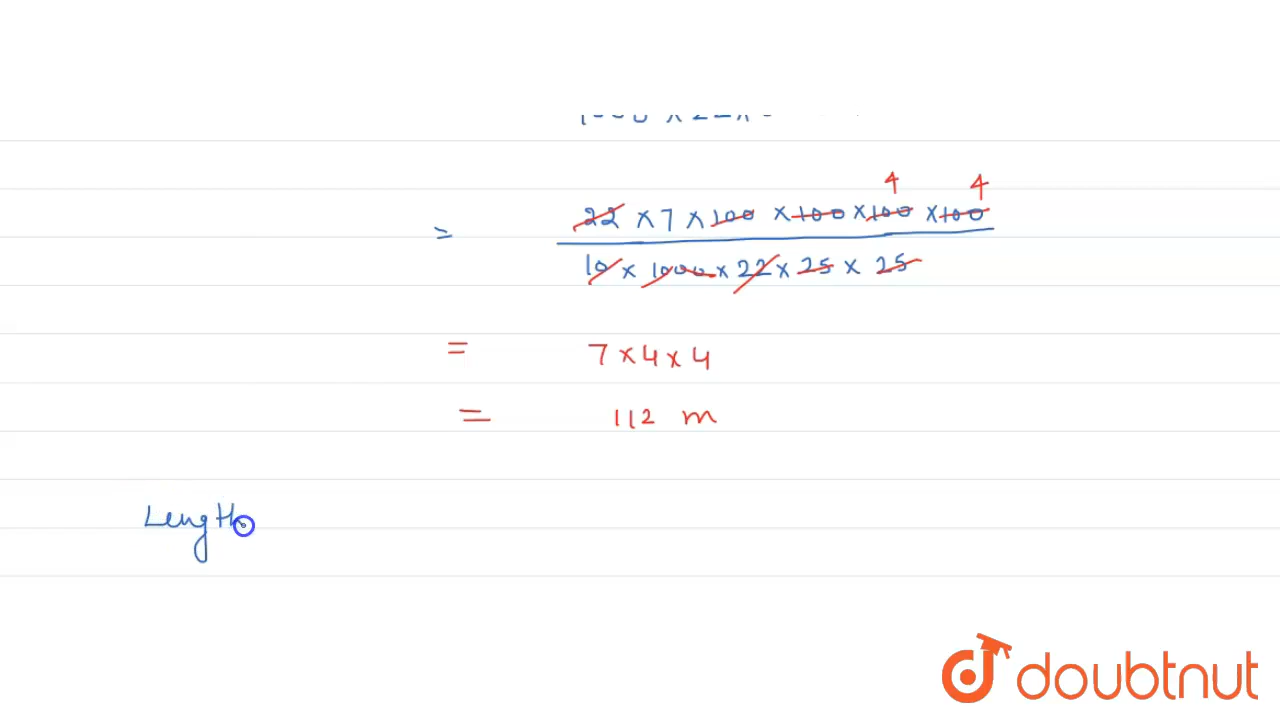 = 22 × 7 × 100 × 100 × 100 × 100
4 4
10 × 1000 × 22 × 25 × 25
= 7 × 4 × 4
= 112 m
Length
doubtnut